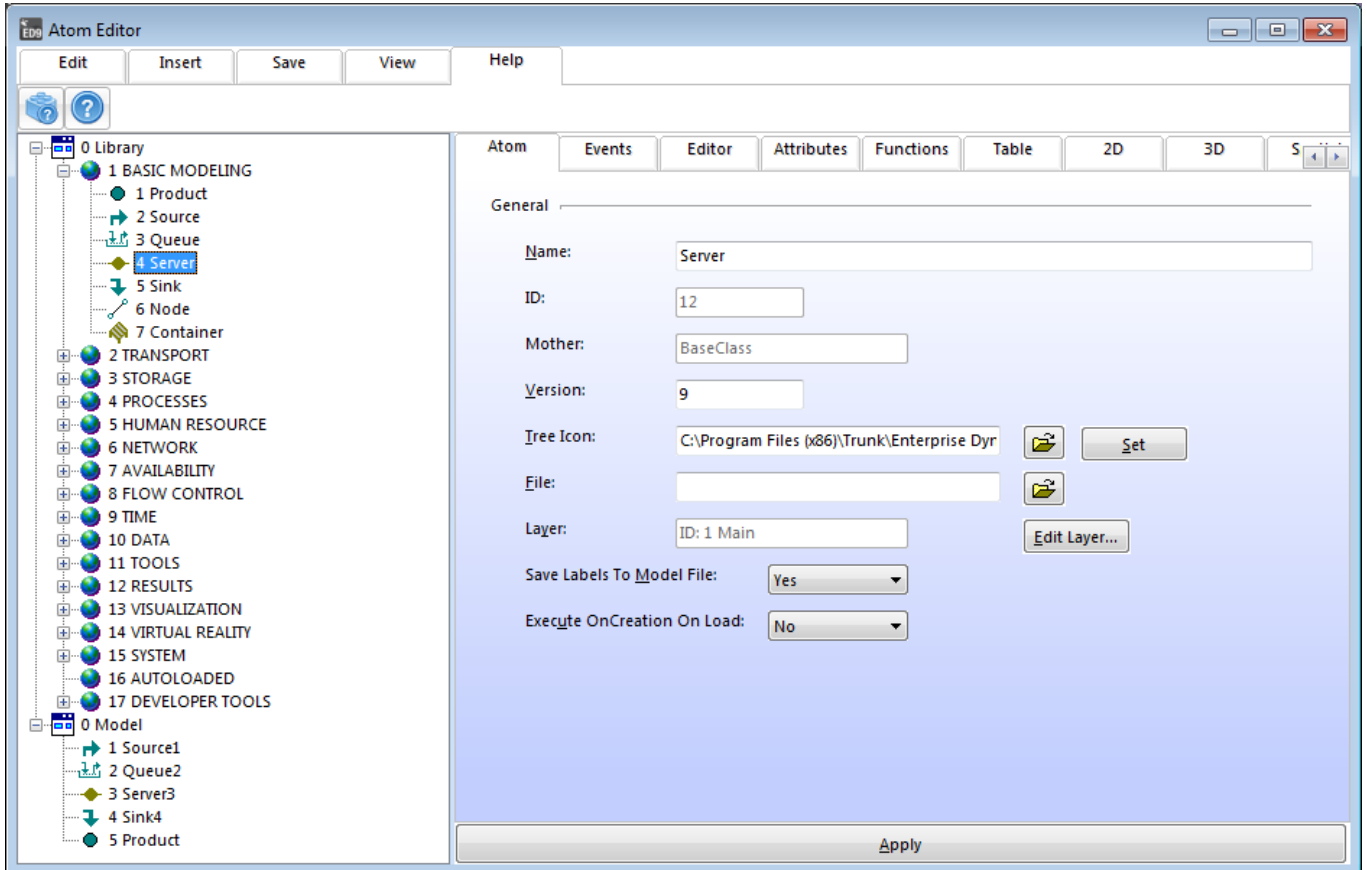 ED9 Atom Editor
Edit Insert Save View Help
0 Library
1 BASIC MODELING
1 Product
2 Source
3 Queue
4 Server
5 Sink
6 Node
7 Container
2 TRANSPORT
3 STORAGE
4 PROCESSES
5 HUMAN RESOURCE
6 NETWORK
7 AVAILABILITY
8 FLOW CONTROL
9 TIME
10 DATA
11 TOOLS
12 RESULTS
13 VISUALIZATION
14 VIRTUAL REALITY
15 SYSTEM
16 AUTOLOADED
17 DEVELOPER TOOLS
0 Model
1 Source1
2 Queue2
3 Server3
4 Sink4
5 Product
Atom Events Editor Attributes Functions Table 2D 3D S
General
Name: Server
ID: 12
Mother: BaseClass
Version: 9
Tree Icon: C:\Program Files (x86)\Trunk\Enterprise Dyr Set
File:
Layer: ID: 1 Main Edit Layer...
Save Labels To Model File: Yes
Execute OnCreation On Load: No
Apply